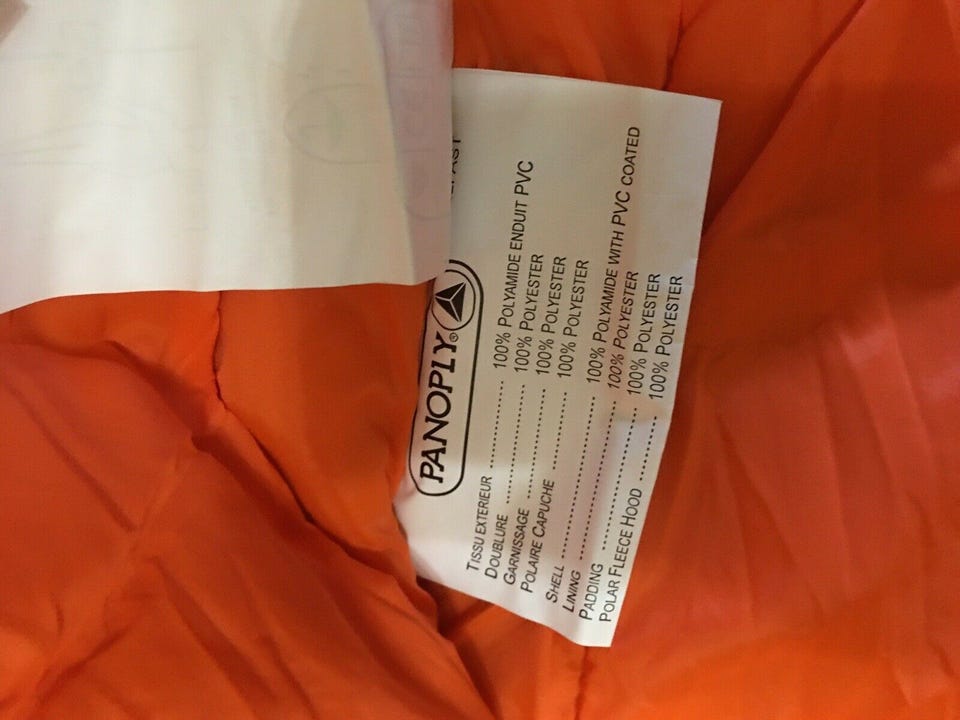 PANOPLY®
TISSU EXTERIEUR .......... 100% POLYAMIDE ENDUIT PVC
DOUBLURE .......... 100% POLYESTER
GARNISSAGE .......... 100% POLYESTER
POLAIRE CAPUCHE .......... 100% POLYESTER
SHELL .......... 100% POLYAMIDE WITH PVC COATED
LINING .......... 100% POLYESTER
PADDING .......... 100% POLYESTER
POLAR FLEECE HOOD .......... 100% POLYESTER